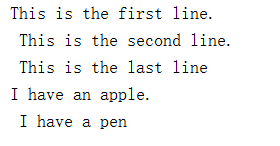 This is the first line.
 This is the second line.
 This is the last line
I have an apple.
 I have a pen